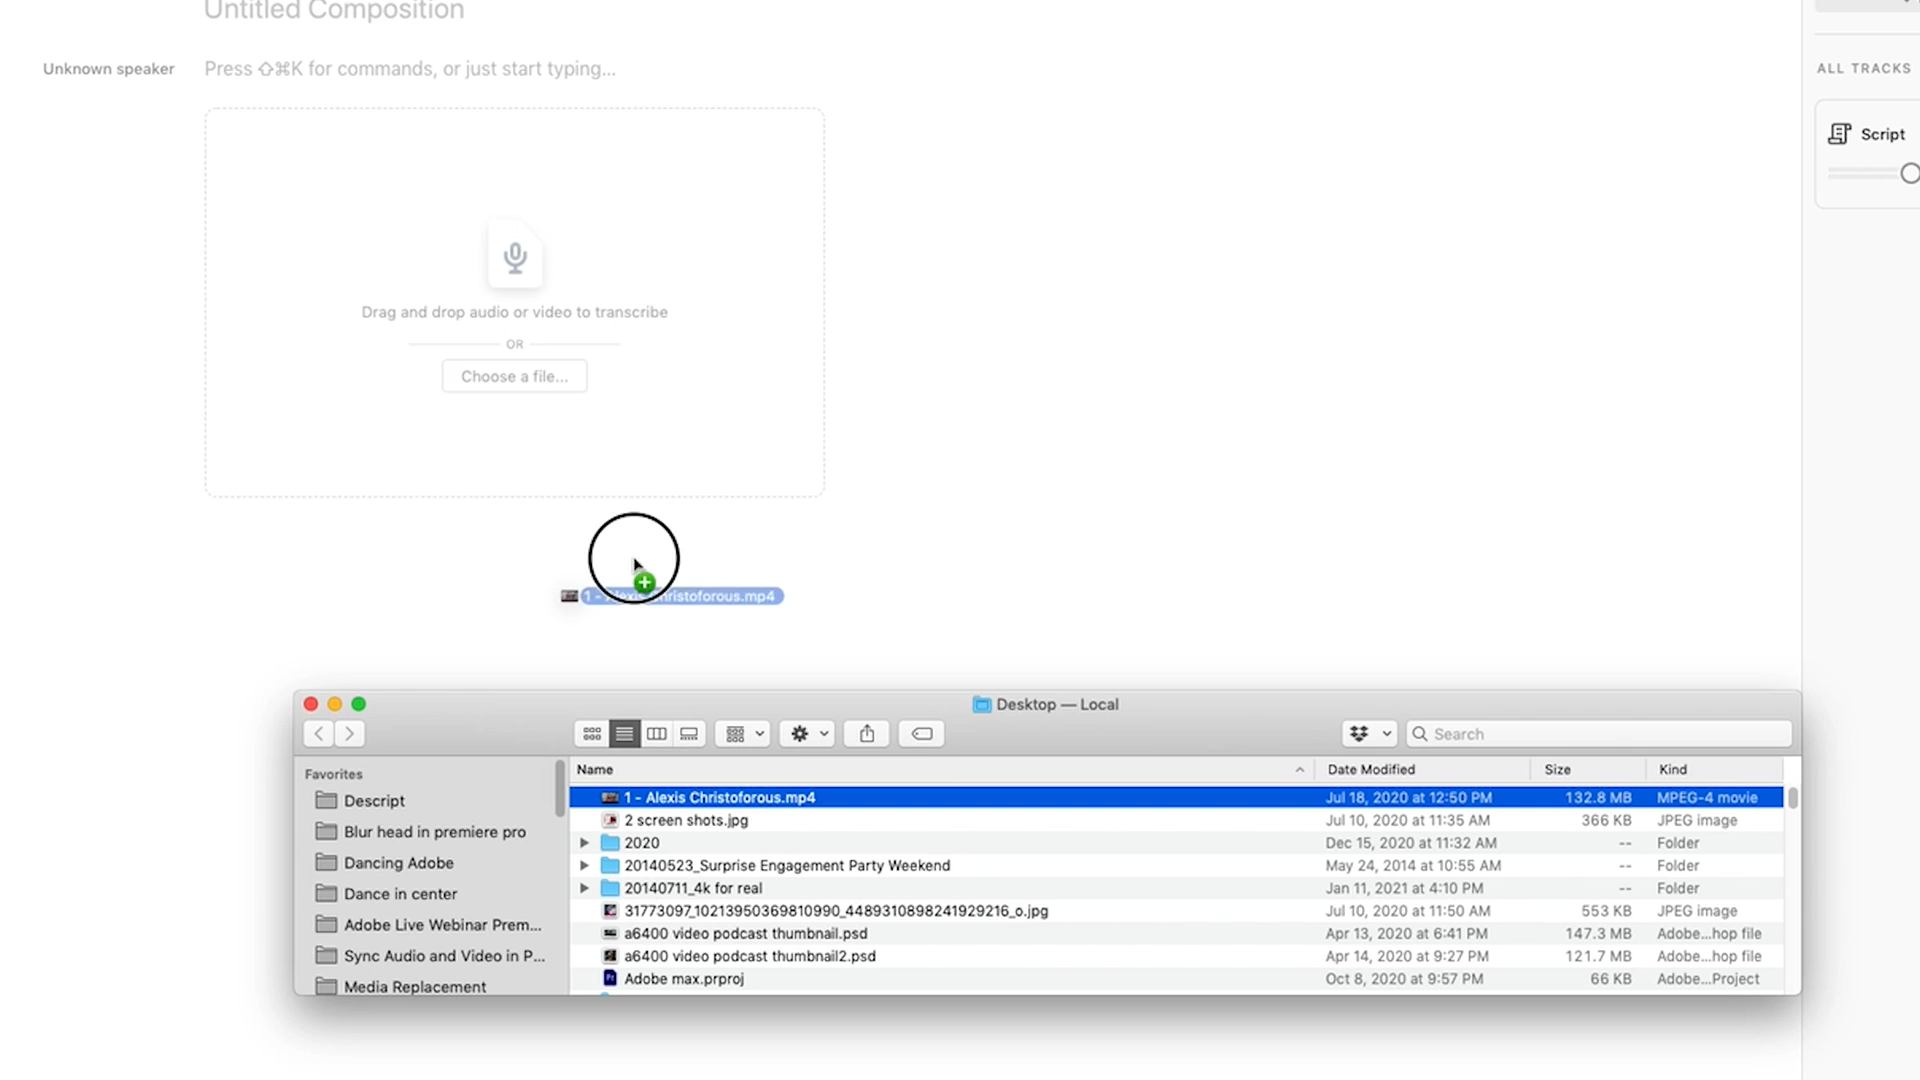 Untitled Composition
Unknown speaker
Press ⇧⌘K for commands, or just start typing...
Drag and drop audio or video to transcribe
OR
Choose a file...
ALL TRACKS
Script
1 - Alexis Christoforous.mp4
Desktop — Local
Search
Favorites
Descript
Blur head in premiere pro
Dancing Adobe
Dance in center
Adobe Live Webinar Prem...
Sync Audio and Video in P...
Media Replacement
Name Date Modified Size Kind
1 - Alexis Christoforous.mp4 Jul 18, 2020 at 12:50 PM 132.8 MB MPEG-4 movie
2 screen shots.jpg Jul 10, 2020 at 11:35 AM 366 KB JPEG image
2020 Dec 15, 2020 at 11:32 AM -- Folder
20140523_Surprise Engagement Party Weekend May 24, 2014 at 10:55 AM -- Folder
20140711_4k for real Jan 11, 2021 at 4:10 PM -- Folder
31773097_10213950369810990_4489310898241929216_o.jpg Jul 10, 2020 at 11:50 AM 553 KB JPEG image
a6400 video podcast thumbnail.psd Apr 13, 2020 at 6:41 PM 147.3 MB Adobe...hop file
a6400 video podcast thumbnail2.psd Apr 14, 2020 at 9:27 PM 121.7 MB Adobe...hop file
Adobe max.prproj Oct 8, 2020 at 9:57 PM 66 KB Adobe...Project